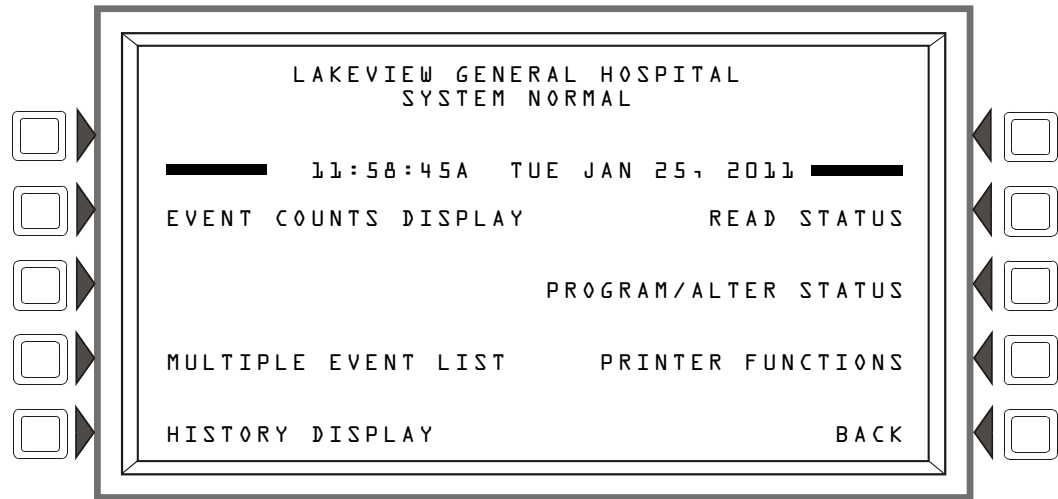 LAKEVIEW GENERAL HOSPITAL
SYSTEM NORMAL
11:58:45A TUE JAN 25, 2011
EVENT COUNTS DISPLAY READ STATUS
PROGRAM/ALTER STATUS
MULTIPLE EVENT LIST PRINTER FUNCTIONS
HISTORY DISPLAY BACK